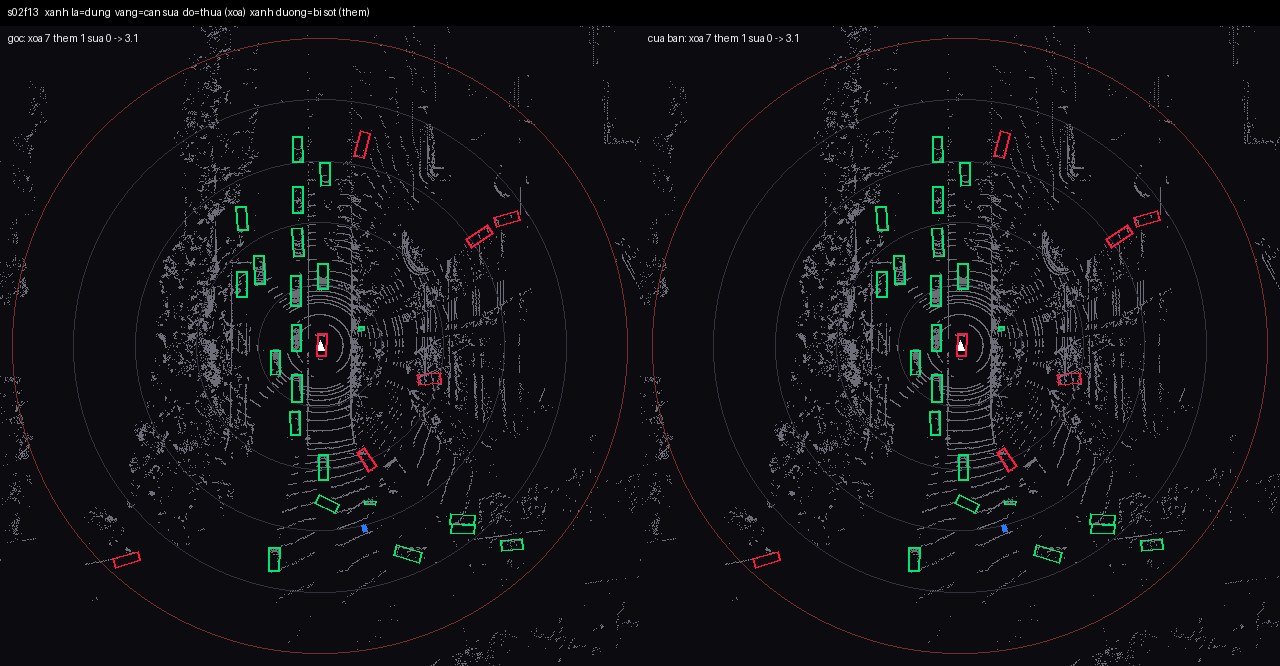 s02f13 xanh la=dung vang=can sua do=thua (xoa) xanh duong=bi sot (them)
goc: xoa 7 them 1 sua 0 -> 3.1
cua ban: xoa 7 them 1 sua 0 -> 3.1